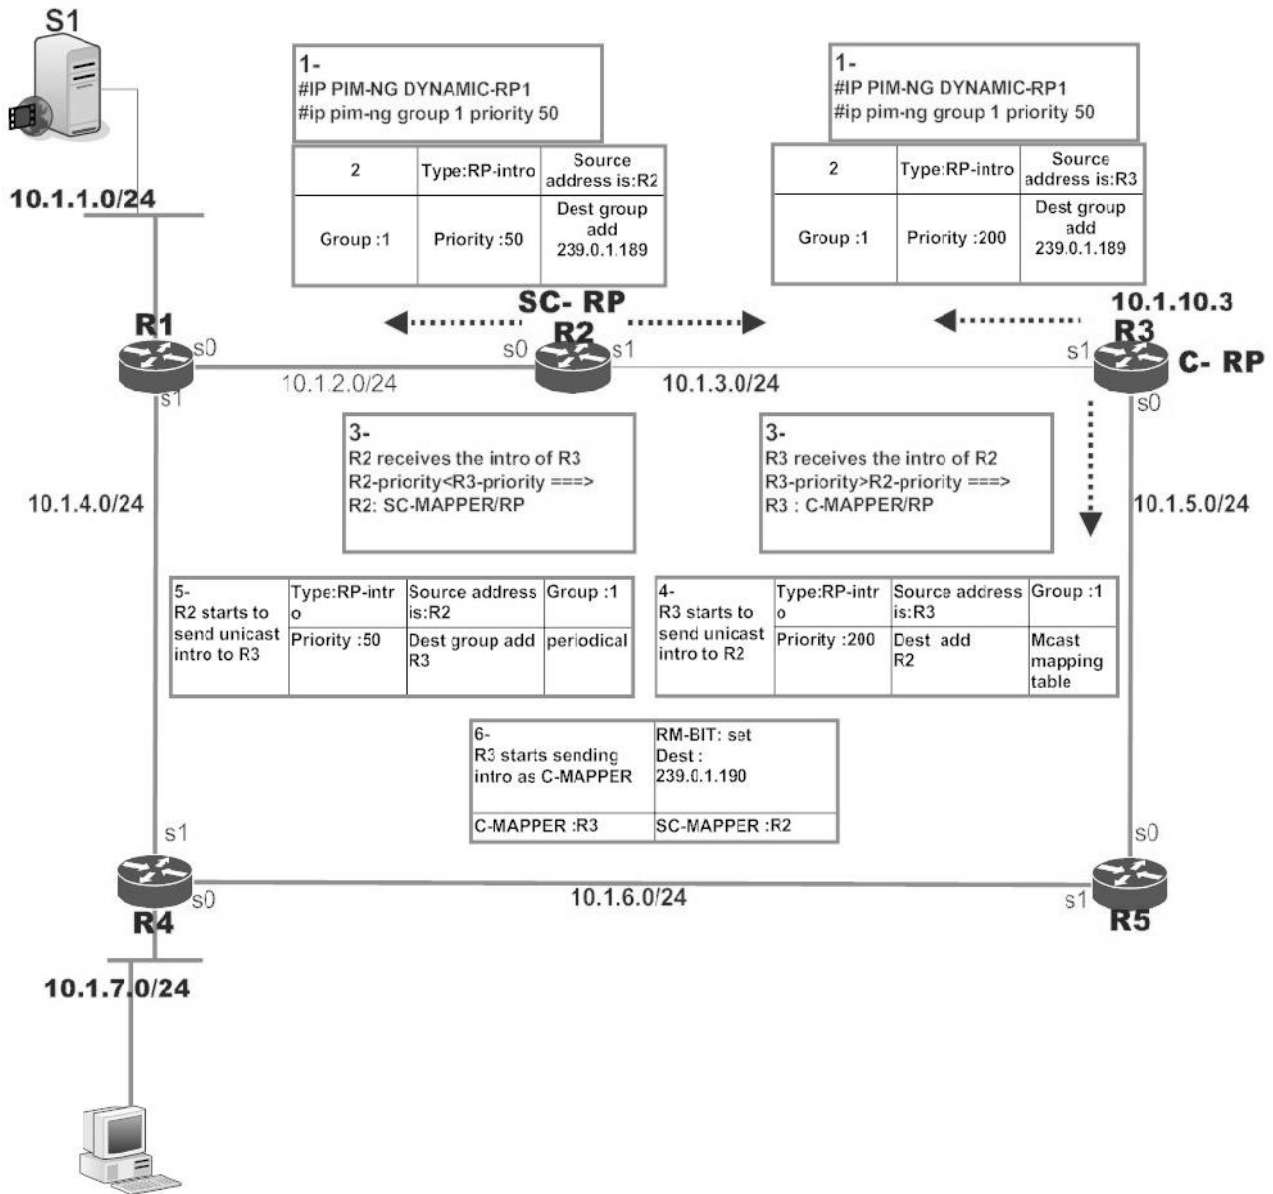 S1
1-
#IP PIM-NG DYNAMIC-RP1
#ip pim-ng group 1 priority 50
1-
#IP PIM-NG DYNAMIC-RP1
#ip pim-ng group 1 priority 50
2
Type:RP-intro
Source
address is:R2
Group :1
Priority :50
Dest group
add
239.0.1.189
2
Type:RP-intro
Source
address is:R3
Group :1
Priority :200
Dest group
add
239.0.1.189
10.1.1.0/24
SC- RP
10.1.10.3
R1
R2
R3
s0
s0
s1
s1
C- RP
10.1.2.0/24
10.1.3.0/24
s1
s0
3-
R2 receives the intro of R3
R2-priority<R3-priority ===>
R2: SC-MAPPER/RP
3-
R3 receives the intro of R2
R3-priority>R2-priority ===>
R3 : C-MAPPER/RP
10.1.4.0/24
10.1.5.0/24
5-
R2 starts to
send unicast
intro to R3
Type:RP-intr
o
Source address
is:R2
Group :1
Priority :50
Dest group add
R3
periodical
4-
R3 starts to
send unicast
intro to R2
Type:RP-intr
o
Source address
is:R3
Group :1
Priority :200
Dest add
R2
Mcast
mapping
table
6-
R3 starts sending
intro as C-MAPPER
RM-BIT: set
Dest :
239.0.1.190
C-MAPPER :R3
SC-MAPPER :R2
s1
s0
s0
10.1.6.0/24
s1
R4
R5
10.1.7.0/24